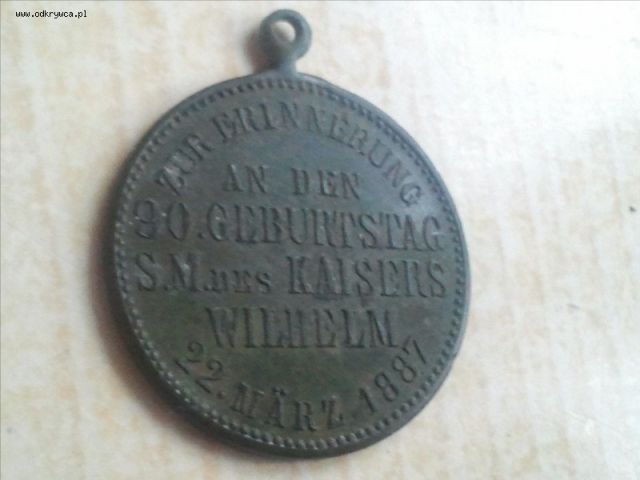 www.odkrywca.pl
ZUR ERINNERUNG
AN DEN
90. GEBURTSTAG
S.M. DES KAISERS
WILHELM
22. MÄRZ 1887